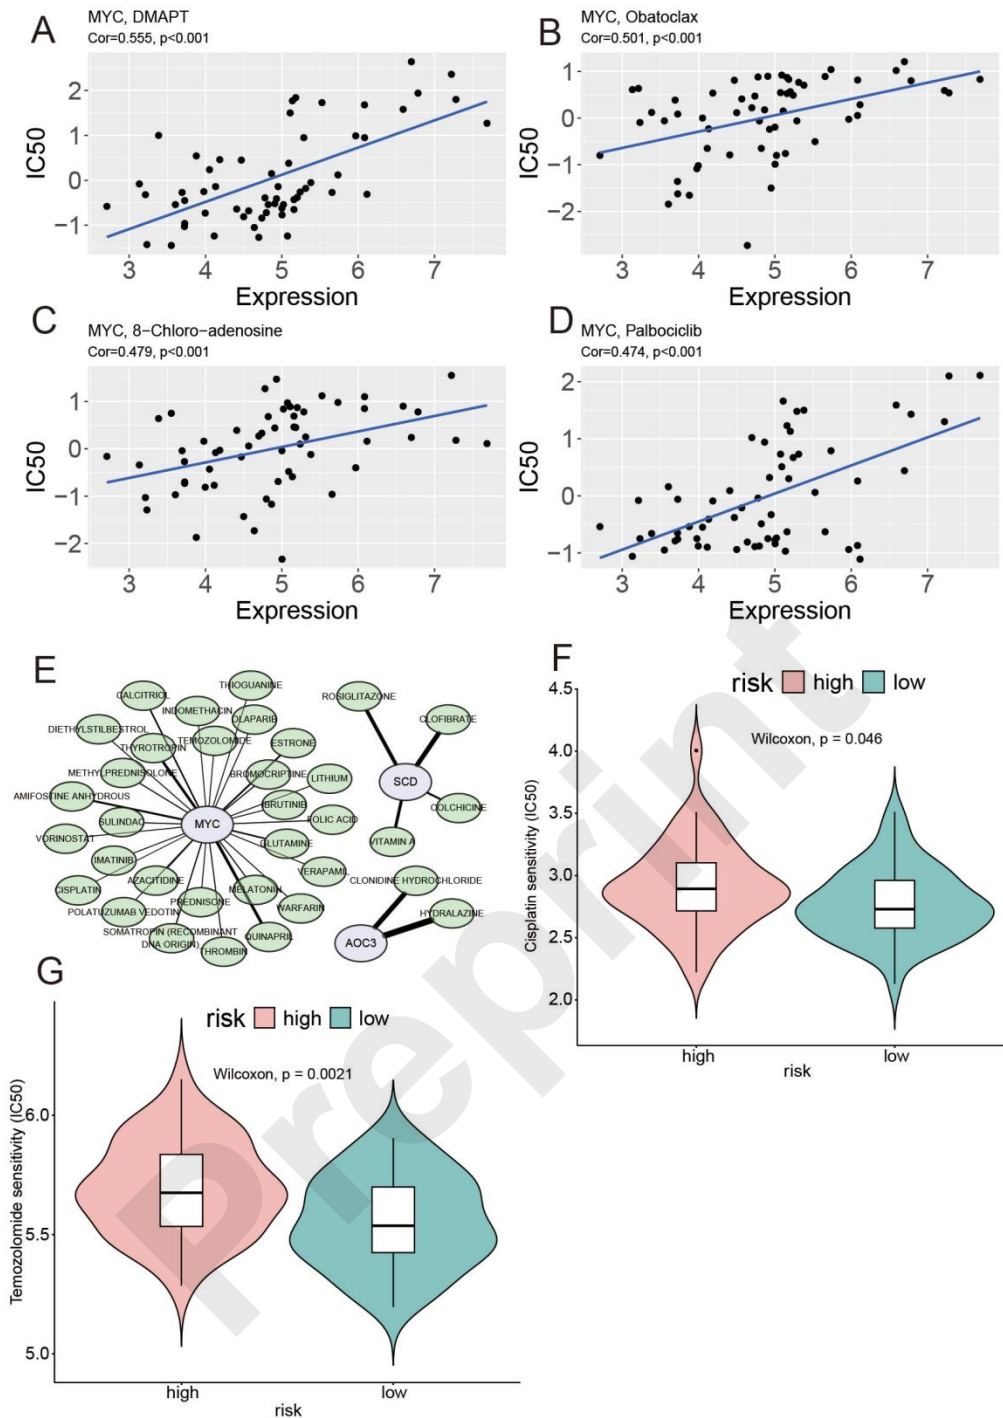 A
MYC, DMAPT
Cor=0.555, p<0.001
IC50
2
1
0
−1
3 4 5 6 7
Expression
B
MYC, Obatoclax
Cor=0.501, p<0.001
IC50
1
0
−1
−2
3 4 5 6 7
Expression
C
MYC, 8−Chloro−adenosine
Cor=0.479, p<0.001
IC50
1
0
−1
−2
3 4 5 6 7
Expression
D
MYC, Palbociclib
Cor=0.474, p<0.001
IC50
2
1
0
−1
3 4 5 6 7
Expression
E
THIOGUANINE
CALCITRIOL
INDOMETHACIN
OLAPARIB
DIETHYLSTILBESTROL
TEMOZOLOMIDE
ESTRONE
THYROTROPIN
METHYLPREDNISOLONE
BROMOCRIPTINE
LITHIUM
AMIFOSTINE ANHYDROUS
IBRUTINIB
SULINDAC
MYC
FOLIC ACID
VORINOSTAT
GLUTAMINE
IMATINIB
VERAPAMIL
CISPLATIN
AZACITIDINE
MELATONIN
PREDNISONE
WARFARIN
POLATUZUMAB VEDOTIN
SOMATROPIN (RECOMBINANT
DNA ORIGIN)
QUINAPRIL
THROMBIN
ROSIGLITAZONE
CLOFIBRATE
SCD
COLCHICINE
VITAMIN A
CLONIDINE HYDROCHLORIDE
HYDRALAZINE
AOC3
F
risk high low
Wilcoxon, p = 0.046
Cisplatin sensitivity (IC50)
4.5
4.0
3.5
3.0
2.5
2.0
high low
risk
G
risk high low
Wilcoxon, p = 0.0021
Temozolomide sensitivity (IC50)
6.0
5.5
5.0
high low
risk
Preprint